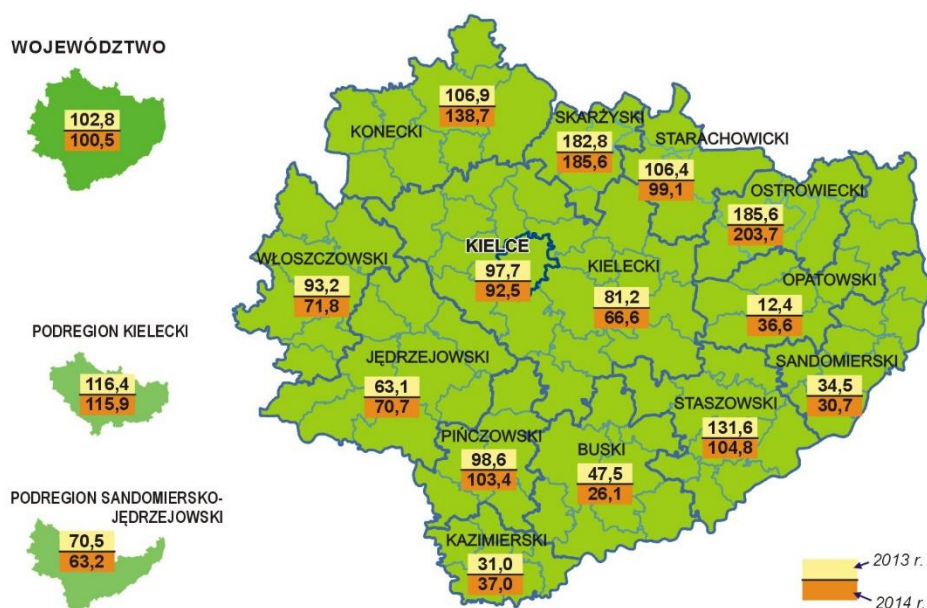 WOJEWÓDZTWO
102,8
100,5
PODREGION KIELECKI
116,4
115,9
PODREGION SANDOMIERSKO-
JĘDRZEJOWSKI
70,5
63,2
KONECKI
106,9
138,7
SKARŻYSKI
182,8
185,6
STARACHOWICKI
106,4
99,1
OSTROWIECKI
185,6
203,7
WŁOSZCZOWSKI
93,2
71,8
KIELCE
97,7
92,5
KIELECKI
81,2
66,6
OPATOWSKI
12,4
36,6
JĘDRZEJOWSKI
63,1
70,7
SANDOMIERSKI
34,5
30,7
STASZOWSKI
131,6
104,8
PIŃCZOWSKI
98,6
103,4
BUSKI
47,5
26,1
KAZIMIERSKI
31,0
37,0
2013 r.
2014 r.